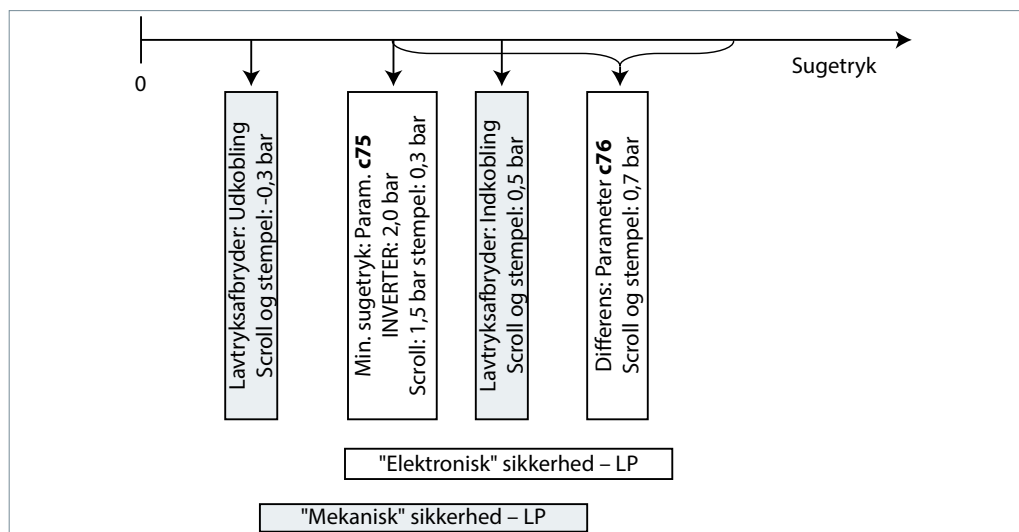 0
Sugetryk
Lavtryksafbryder: Udkobling
Scroll og stempel: -0,3 bar
Min. sugetryk: Param. c75
INVERTER: 2,0 bar
Scroll: 1,5 bar stempel: 0,3 bar
Lavtryksafbryder: Indkobling
Scroll og stempel: 0,5 bar
Differens: Parameter c76
Scroll og stempel: 0,7 bar
"Elektronisk" sikkerhed – LP
"Mekanisk" sikkerhed – LP